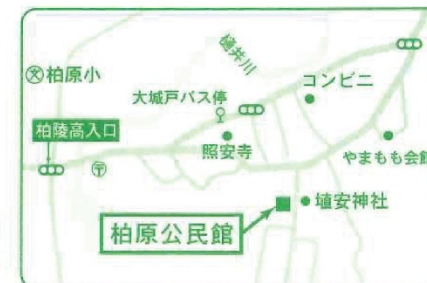 樋井川
文柏原小
コンビニ
大城戸バス停
柏陵高入口
〒
照安寺
やまもも会館
埴安神社
柏原公民館